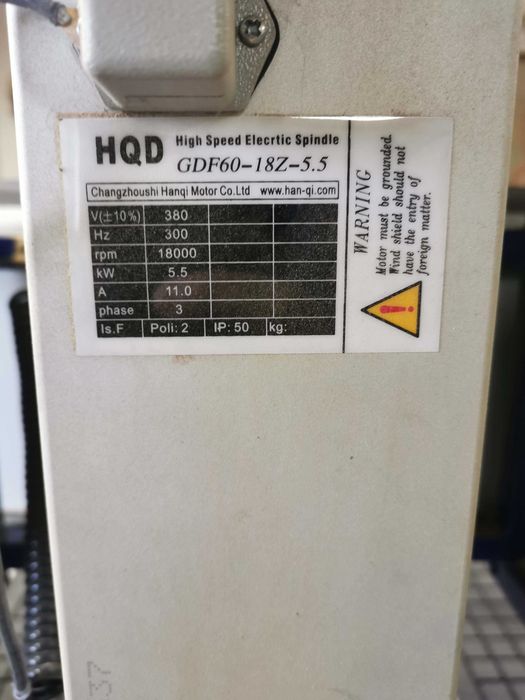 HQD High Speed Elecrtic Spindle
GDF60-18Z-5.5
Changzhoushi Hanqi Motor Co.Ltd www.han-qi.com
V(±10%) 380
Hz 300
rpm 18000
kW 5.5
A 11.0
phase 3
Is.F Poli: 2 IP: 50 kg:
WARNING
Motor must be grounded.
Wind shield should not
have the entry of
foreign matter.
37